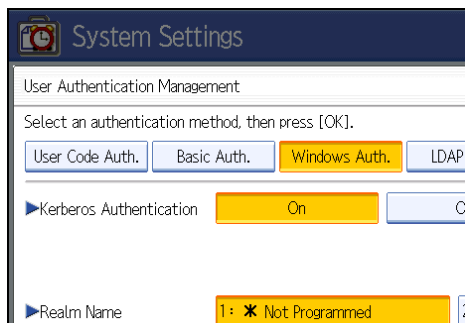 System Settings
User Authentication Management
Select an authentication method, then press [OK].
User Code Auth. Basic Auth. Windows Auth. LDAP
▶Kerberos Authentication On
▶Realm Name 1: ✱ Not Programmed